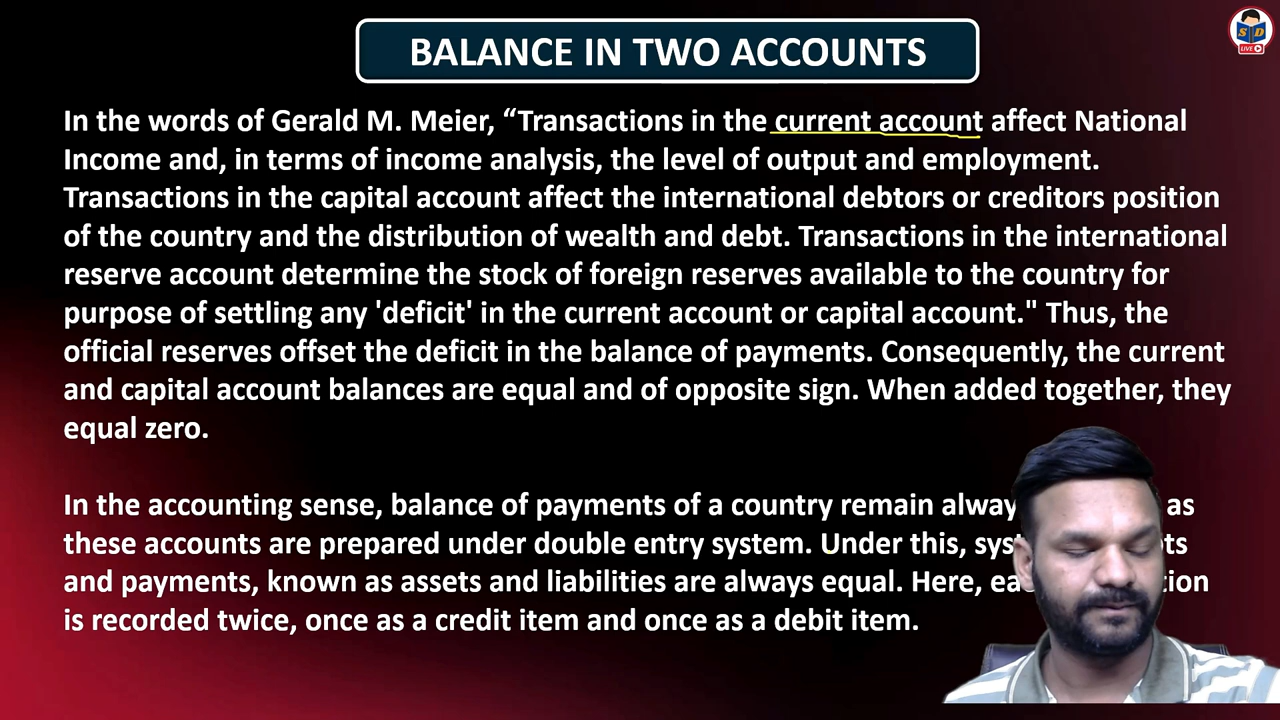 BALANCE IN TWO ACCOUNTS
S D
LIVE
In the words of Gerald M. Meier, “Transactions in the current account affect National
Income and, in terms of income analysis, the level of output and employment.
Transactions in the capital account affect the international debtors or creditors position
of the country and the distribution of wealth and debt. Transactions in the international
reserve account determine the stock of foreign reserves available to the country for
purpose of settling any 'deficit' in the current account or capital account." Thus, the
official reserves offset the deficit in the balance of payments. Consequently, the current
and capital account balances are equal and of opposite sign. When added together, they
equal zero.
In the accounting sense, balance of payments of a country remain as
these accounts are prepared under double entry system. Under this,
and payments, known as assets and liabilities are always equal. Here,
is recorded twice, once as a credit item and once as a debit item.